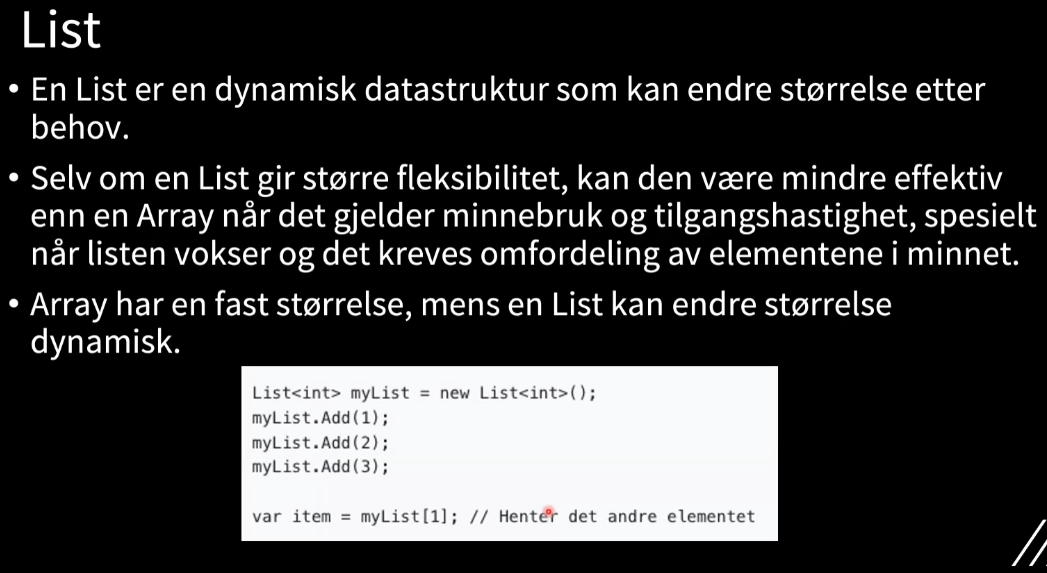 List
• En List er en dynamisk datastruktur som kan endre størrelse etter
behov.
• Selv om en List gir større fleksibilitet, kan den være mindre effektiv
enn en Array når det gjelder minnebruk og tilgangshastighet, spesielt
når listen vokser og det kreves omfordeling av elementene i minnet.
• Array har en fast størrelse, mens en List kan endre størrelse
dynamisk.
List<int> myList = new List<int>();
myList.Add(1);
myList.Add(2);
myList.Add(3);
var item = myList[1]; // Henter det andre elementet